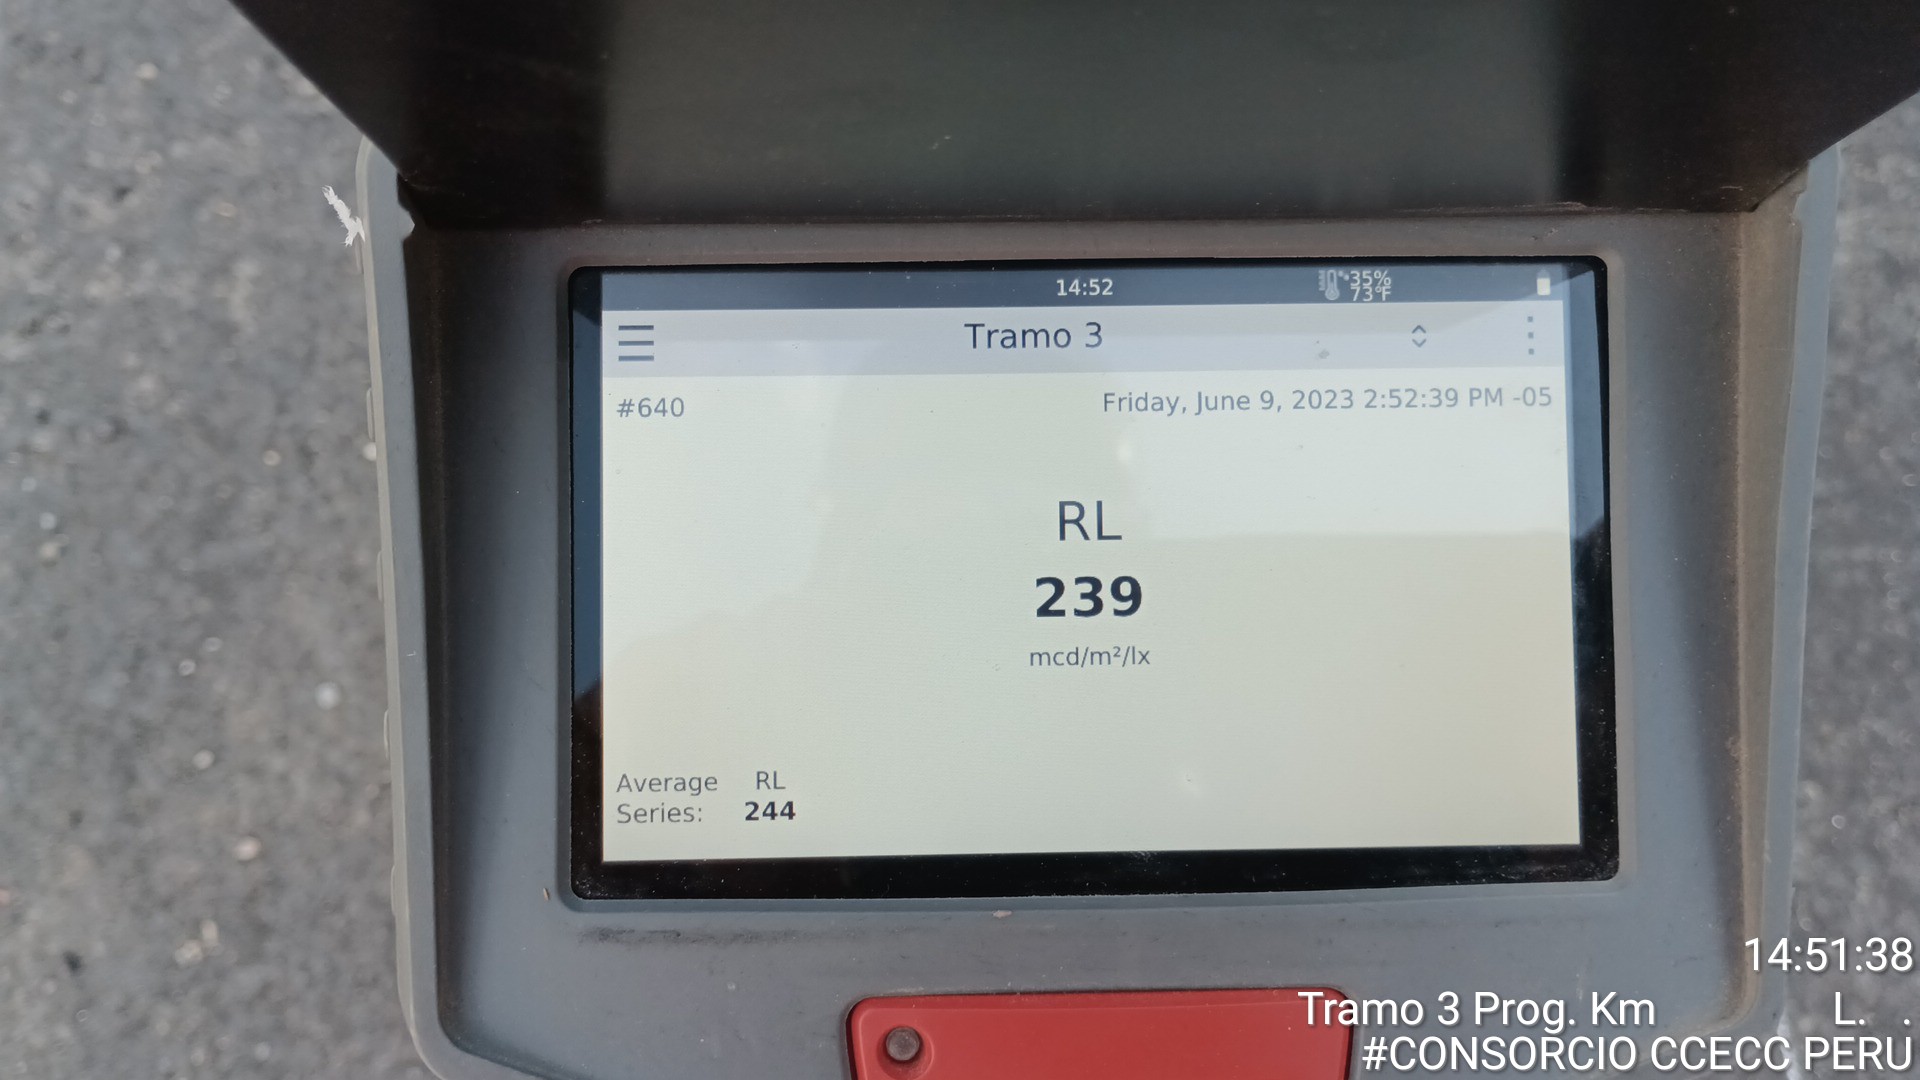 14:52
35%
73°F
Tramo 3
#640
Friday, June 9, 2023 2:52:39 PM -05
RL
239
mcd/m²/lx
Average RL
Series: 244
14:51:38
Tramo 3 Prog. Km L. .
#CONSORCIO CCECC PERU